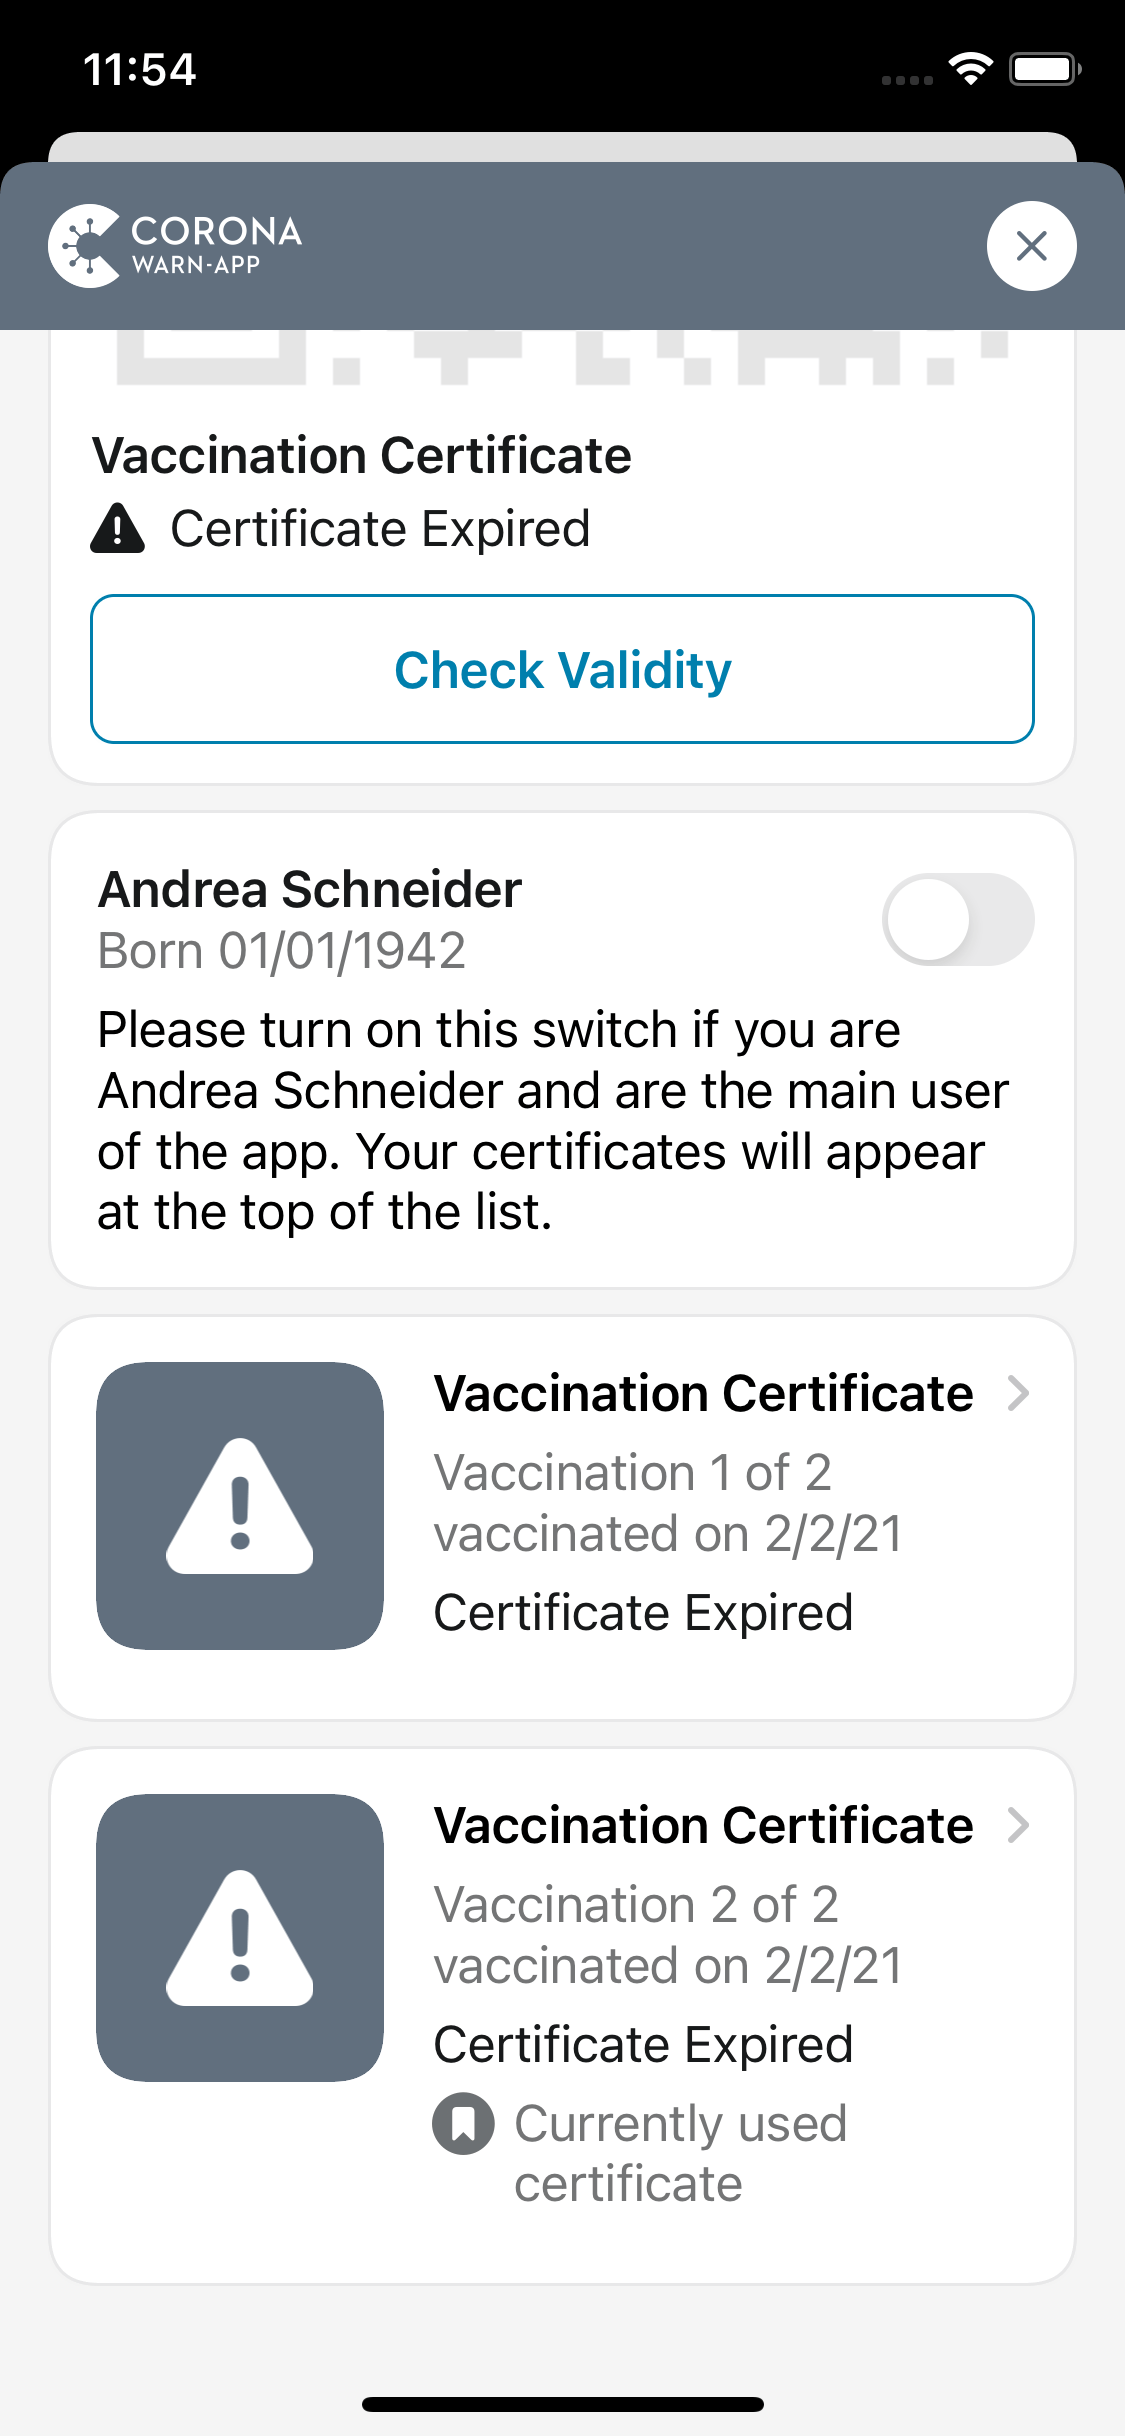 11:54
CORONA
WARN-APP
Vaccination Certificate
Certificate Expired
Check Validity
Andrea Schneider
Born 01/01/1942
Please turn on this switch if you are
Andrea Schneider and are the main user
of the app. Your certificates will appear
at the top of the list.
Vaccination Certificate
Vaccination 1 of 2
vaccinated on 2/2/21
Certificate Expired
Vaccination Certificate
Vaccination 2 of 2
vaccinated on 2/2/21
Certificate Expired
Currently used
certificate